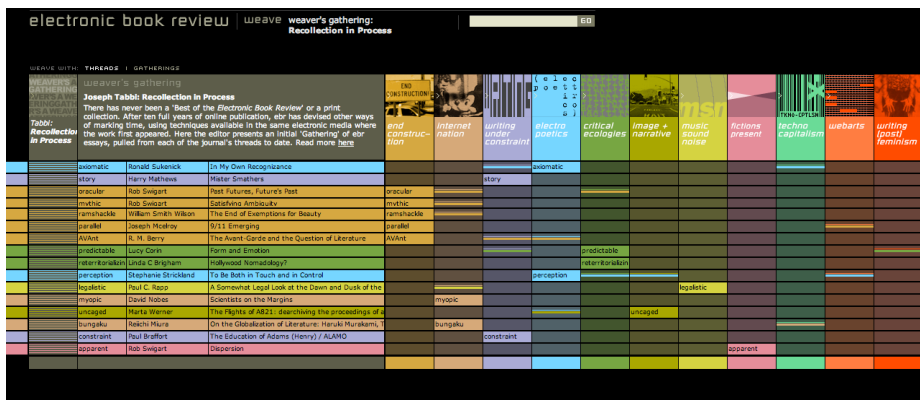 electronic book review weave weaver's gathering:
Recollection in Process
GO
WEAVE WITH: THREADS | GATHERINGS
weaver's gathering
Joseph Tabbi: Recollection in Process
There has never been a 'Best of the Electronic Book Review' or a print
collection. After ten full years of online publication, ebr has devised other ways
of marking time, using techniques available in the same electronic media where
the work first appeared. Here the editor presents an initial 'Gathering' of ebr
essays, pulled from each of the journal's threads to date. Read more here
Tabbi:
Recollection
in Process
END
CONSTRUCTION
end
construc-
tion
Internet
nation
writing
under
constraint
electro
poetics
critical
ecologies
image +
narrative
msn
music
sound
noise
fictions
present
TKNO-CPTLSM
techno
capitalism
webarts
writing
(post)
feminism
axiomatic Ronald Sukenick In My Own Recognizance axiomatic
story Harry Mathews Mister Smathers story
oracular Rob Swigart Past Futures, Future's Past oracular
mythic Rob Swigart Satisfying Ambiguity mythic
ramshackle William Smith Wilson The End of Exemptions for Beauty ramshackle
parallel Joseph Mcelroy 9/11 Emerging parallel
AVAnt R. M. Berry The Avant-Garde and the Question of Literature AVAnt
predictable Lucy Corin Form and Emotion predictable
reterritorializin Linda C Brigham Hollywood Nomadology? reterritorializin
perception Stephanie Strickland To Be Both in Touch and in Control perception
legalistic Paul C. Rapp A Somewhat Legal Look at the Dawn and Dusk of the legalistic
myopic David Nobes Scientists on the Margins myopic
uncaged Marta Werner The Flights of A821: dearchiving the proceedings of a uncaged
bungaku Reiichi Miura On the Globalization of Literature: Haruki Murakami, T bungaku
constraint Paul Braffort The Education of Adams (Henry) / ALAMO constraint
apparent Rob Swigart Dispersion apparent